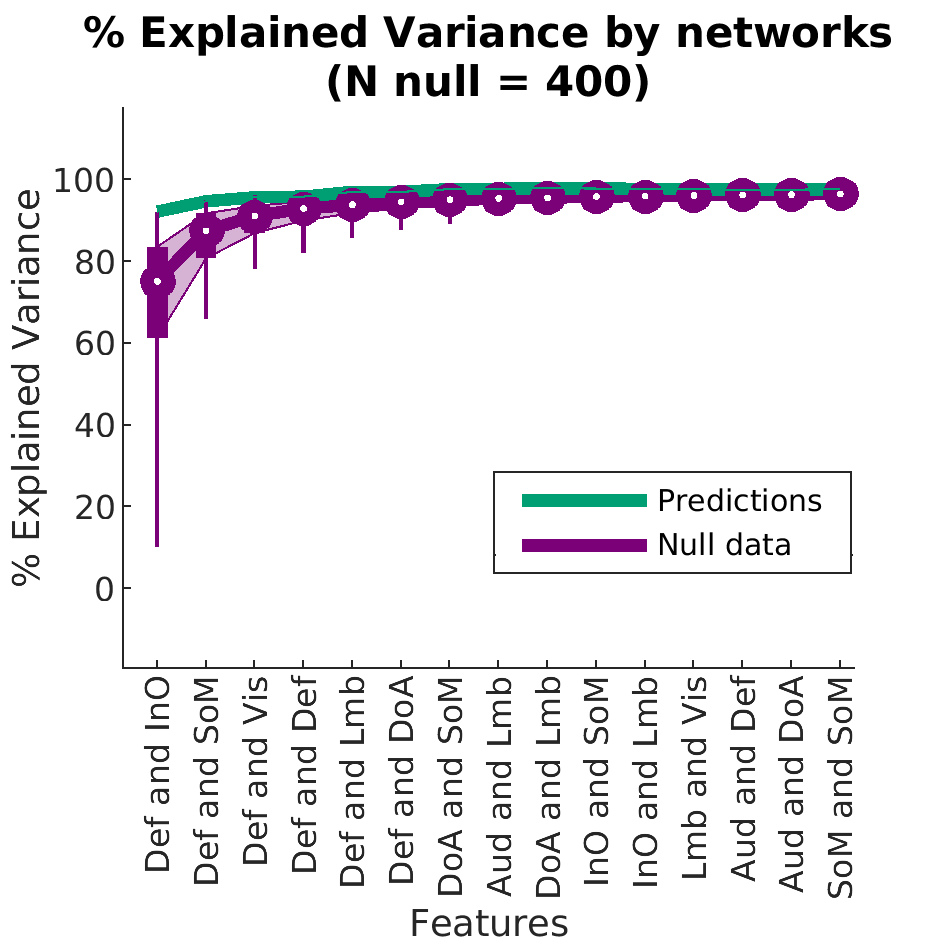 % Explained Variance by networks
(N null = 400)
% Explained Variance
100
80
60
40
20
0
Predictions
Null data
Def and InO
Def and SoM
Def and Vis
Def and Def
Def and Lmb
Def and DoA
DoA and SoM
Aud and Lmb
DoA and Lmb
InO and SoM
InO and Lmb
Lmb and Vis
Aud and Def
Aud and DoA
SoM and SoM
Features